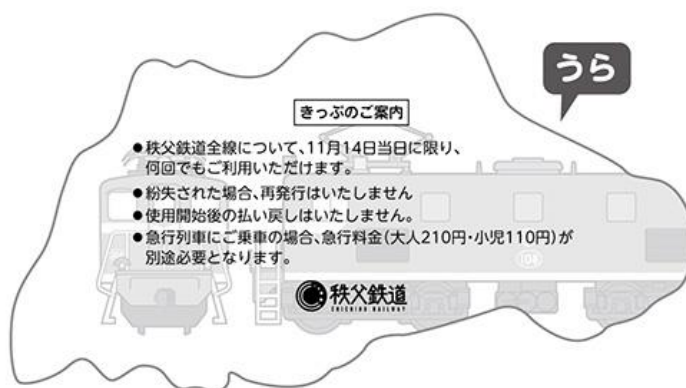 うら
きっぷのご案内
●秩父鉄道全線について、11月14日当日に限り、
何回でもご利用いただけます。
●紛失された場合、再発行はいたしません
●使用開始後の払い戻しはいたしません。
●急行列車にご乗車の場合、急行料金(大人210円・小児110円)が
別途必要となります。
108
秩父鉄道
CHICHIBU RAILWAY